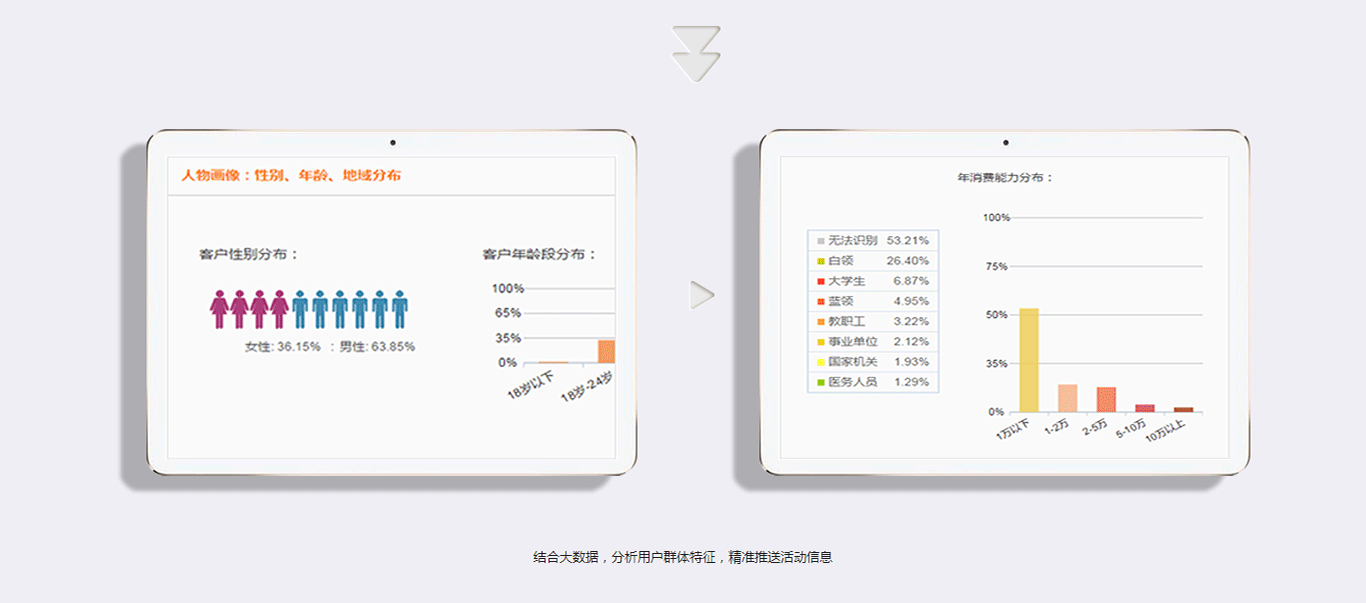 人物画像：性别、年龄、地域分布
客户性别分布：
女性: 36.15% ：男性: 63.85%
客户年龄段分布：
100%
65%
35%
0%
18岁以下
18岁-24岁
年消费能力分布：
无法识别 53.21%
白领 26.40%
大学生 6.87%
蓝领 4.95%
教职工 3.22%
事业单位 2.12%
国家机关 1.93%
医务人员 1.29%
100%
75%
50%
35%
0%
1万以下
1-2万
2-5万
5-10万
10万以上
结合大数据，分析用户群体特征，精准推送活动信息